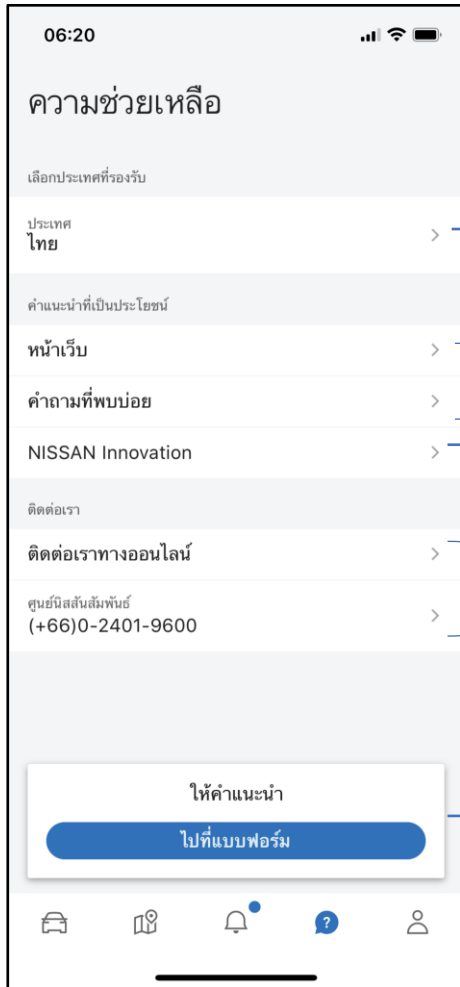 06:20
ความช่วยเหลือ
เลือกประเทศที่รองรับ
ประเทศ
ไทย
คำแนะนำที่เป็นประโยชน์
หน้าเว็บ
คำถามที่พบบ่อย
NISSAN Innovation
ติดต่อเรา
ติดต่อเราทางออนไลน์
ศูนย์นิสสันสัมพันธ์
(+66)0-2401-9600
ให้คำแนะนำ
ไปที่แบบฟอร์ม
?